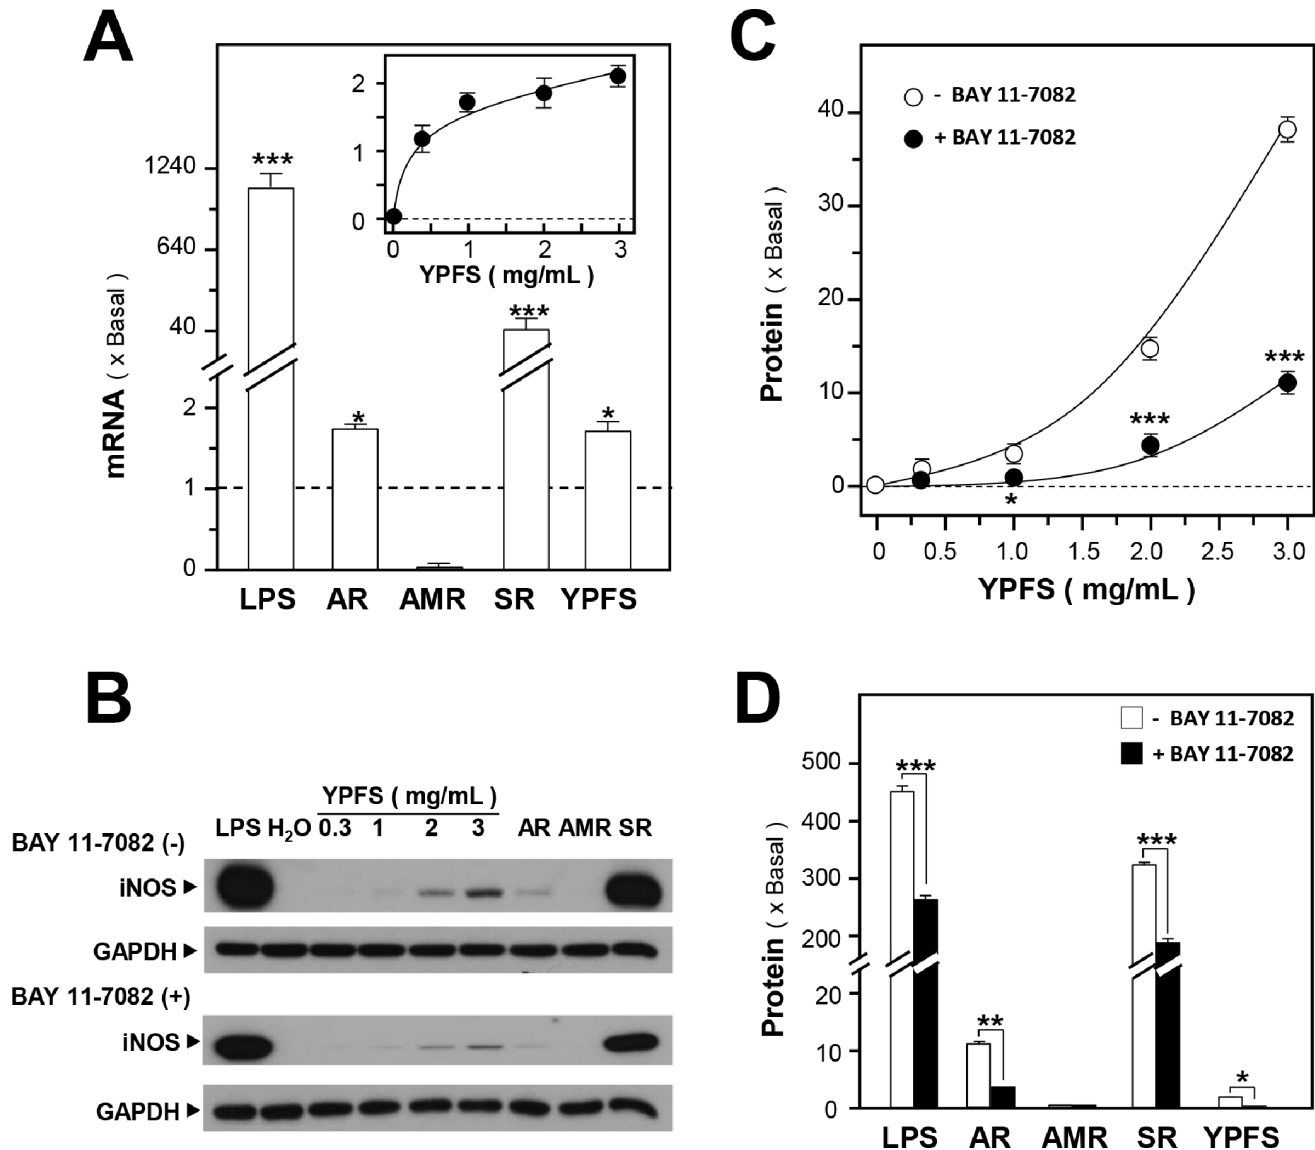 A
mRNA ( x Basal )
1240
640
40
2
1
0
***
*
***
*
LPS AR AMR SR YPFS
2
1
0
0 1 2 3
YPFS ( mg/mL )
B
YPFS ( mg/mL )
LPS H₂O 0.3 1 2 3 AR AMR SR
BAY 11-7082 (-)
iNOS
GAPDH
BAY 11-7082 (+)
iNOS
GAPDH
C
- BAY 11-7082
+ BAY 11-7082
Protein ( x Basal )
40
30
20
10
0
***
***
*
0 0.5 1.0 1.5 2.0 2.5 3.0
YPFS ( mg/mL )
D
- BAY 11-7082
+ BAY 11-7082
Protein ( x Basal )
500
400
300
200
20
10
0
***
**
***
*
LPS AR AMR SR YPFS